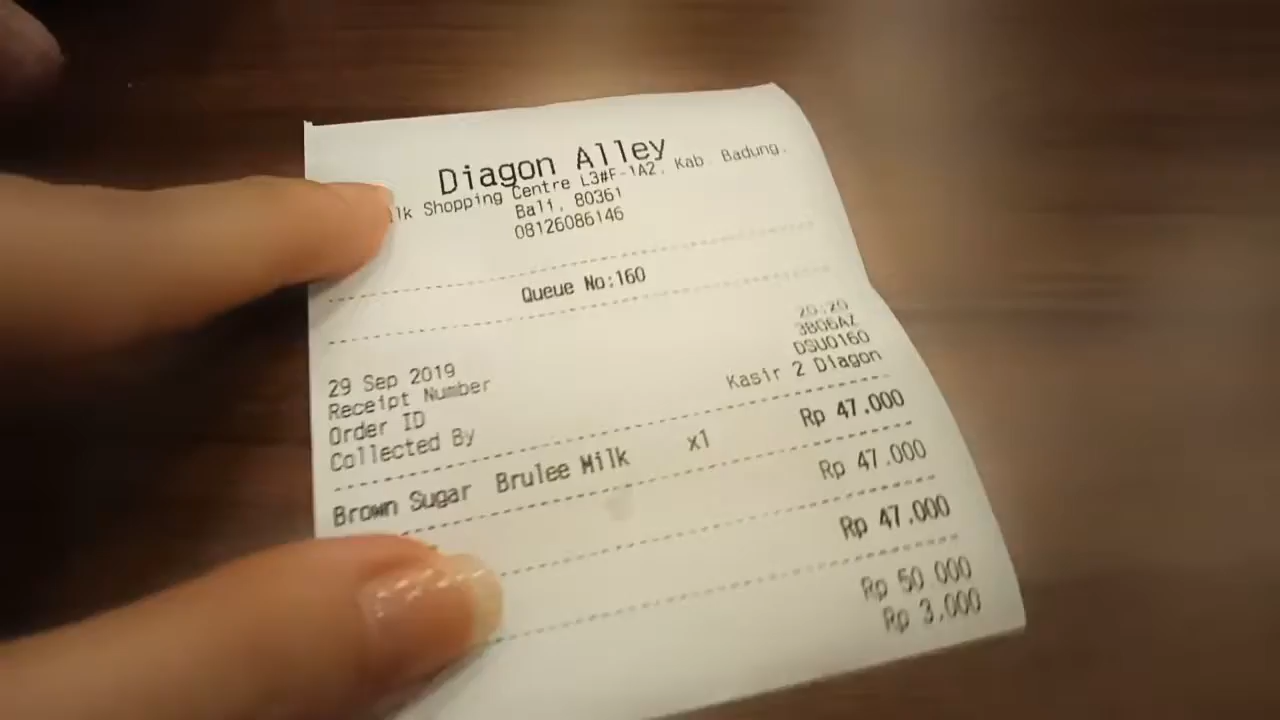 Diagon Alley
Shopping Centre L3#F-1A2, Kab. Badung,
Bali, 80361
08126086146
Queue No:160
29 Sep 2019 20:20
Receipt Number 3B06AZ
Order ID DSU0160
Collected By Kasir 2 Diagon
Brown Sugar Brulee Milk x1 Rp 47.000
Rp 47.000
Rp 47.000
Rp 50.000
Rp 3.000